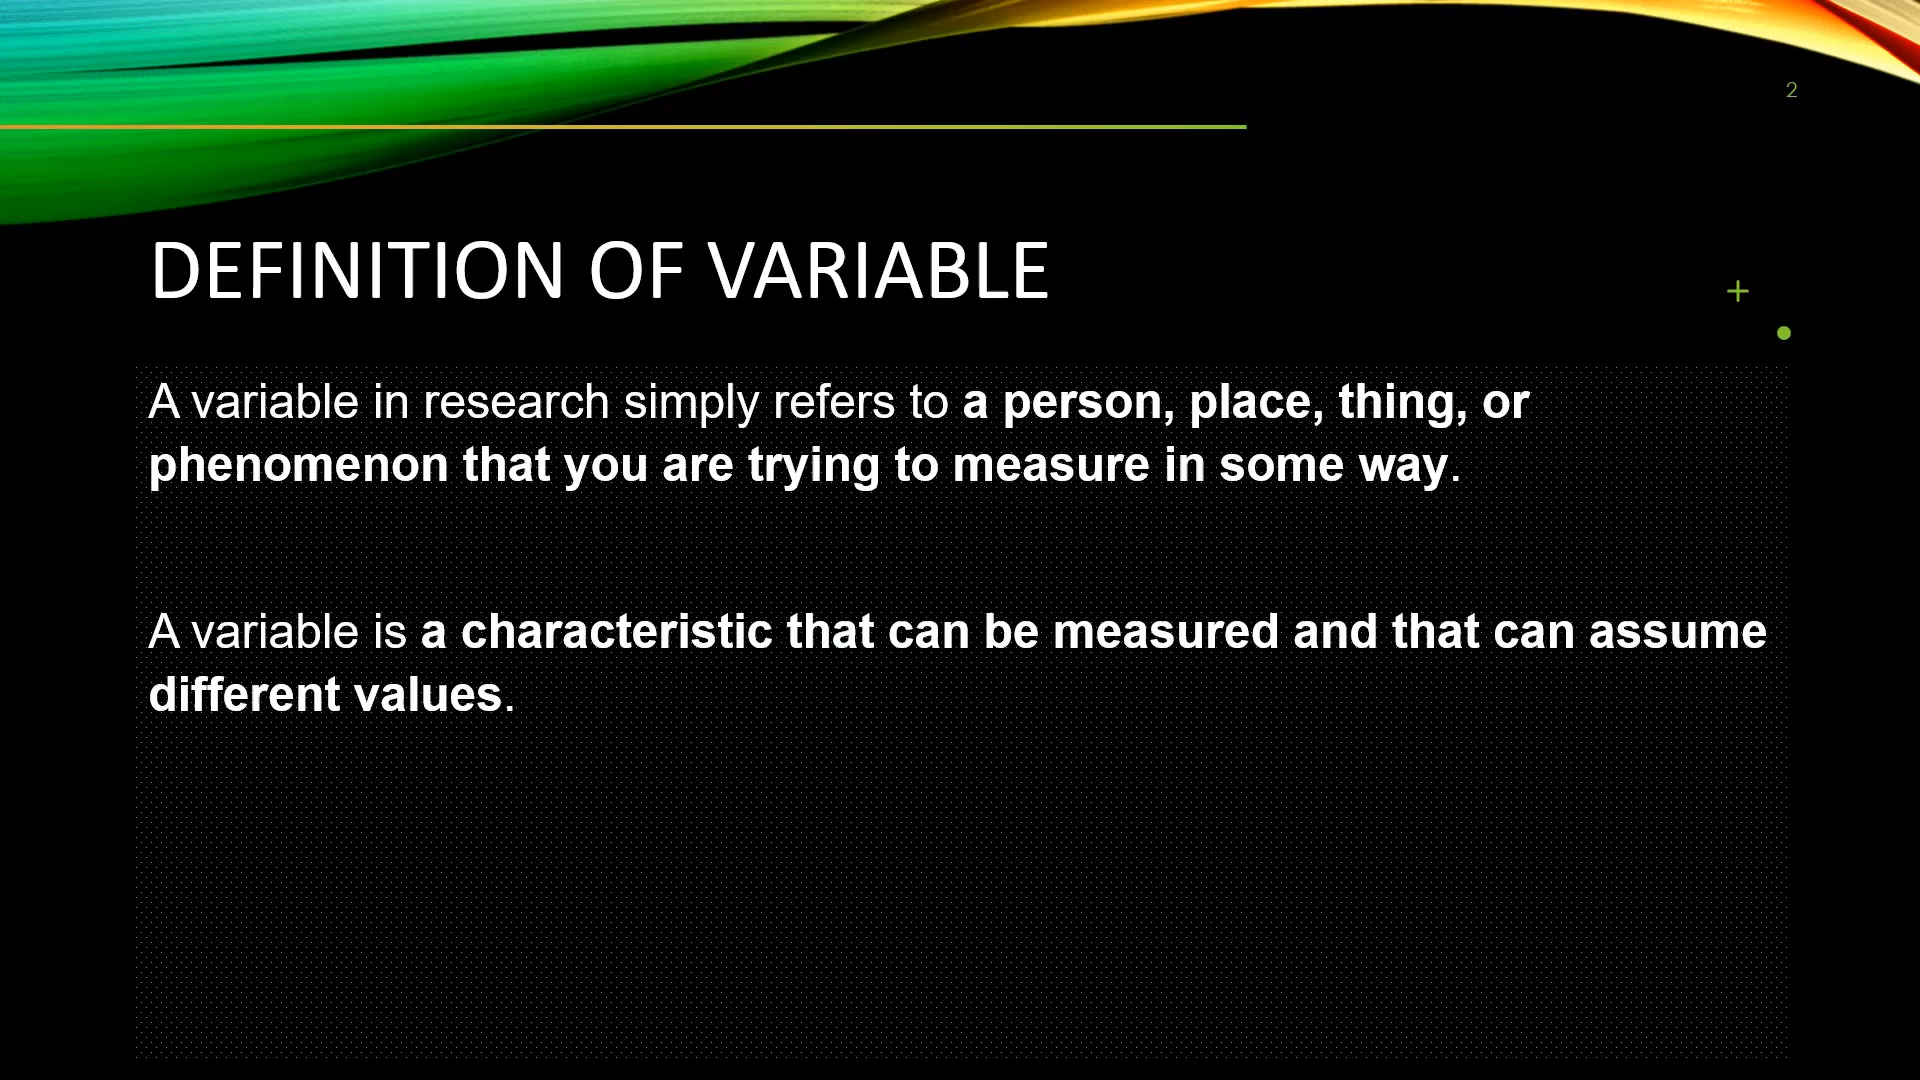 2
DEFINITION OF VARIABLE
A variable in research simply refers to a person, place, thing, or
phenomenon that you are trying to measure in some way.
A variable is a characteristic that can be measured and that can assume
different values.